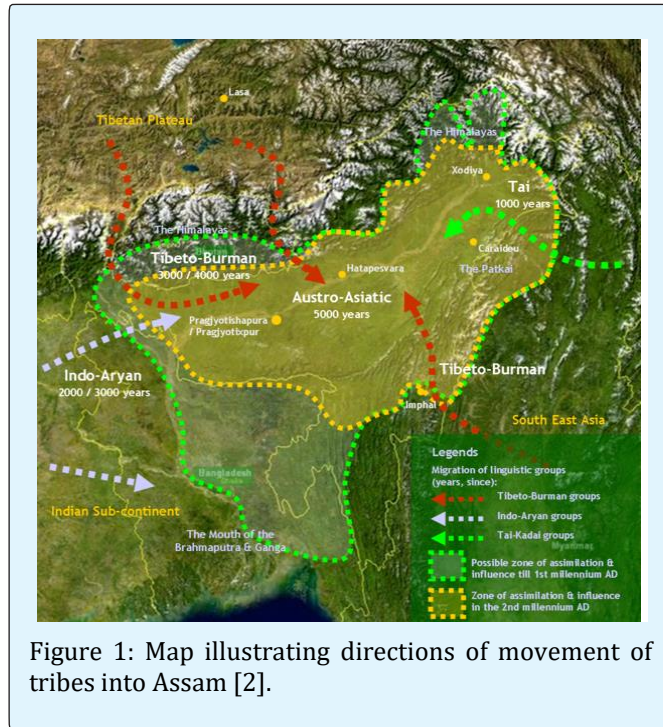 Lasa
Tibetan Plateau
The Himalayas
Xodiya
Tai
1000 years
The Himalayas
Tibeto-Burman
3000 / 4000 years
Caraideu
The Patkai
Hatapesvara
Austro-Asiatic
5000 years
Pragjyotishapura
/ Pragjyotixpur
Indo-Aryan
2000 / 3000 years
Tibeto-Burman
Imphal
South East Asia
Bangladesh
Indian Sub-continent
The Mouth of the
Brahmaputra & Ganga
Legends
Migration of linguistic groups
(years, since):
Tibeto-Burman groups
Indo-Aryan groups
Tai-Kadai groups
Myanmar
Possible zone of assimilation &
influence till 1st millennium AD
Zone of assimilation & influence
in the 2nd millennium AD
Figure 1: Map illustrating directions of movement of
tribes into Assam [2].